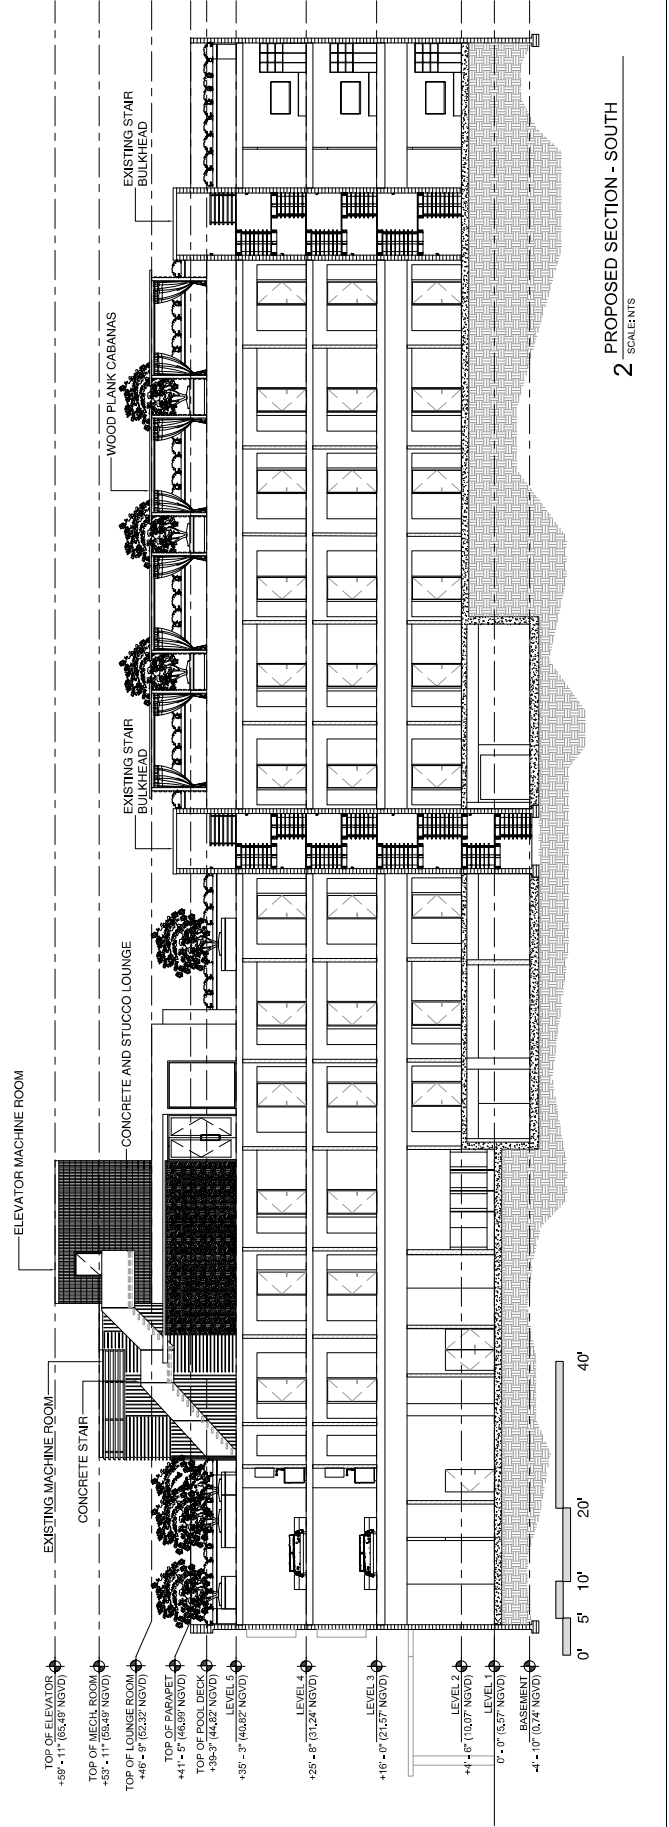 ELEVATOR MACHINE ROOM
EXISTING MACHINE ROOM
CONCRETE STAIR
CONCRETE AND STUCCO LOUNGE
EXISTING STAIR
BULKHEAD
WOOD PLANK CABANAS
EXISTING STAIR
BULKHEAD
TOP OF ELEVATOR
+59' - 11" (65.49' NGVD)
TOP OF MECH. ROOM
+53' - 11" (59.49' NGVD)
TOP OF LOUNGE ROOM
+46' - 9" (52.32' NGVD)
TOP OF PARAPET
+41' - 5" (46.99' NGVD)
TOP OF POOL DECK
+39'-3" (44.82' NGVD)
LEVEL 5
+35' - 3" (40.82' NGVD)
LEVEL 4
+25' - 8" (31.24' NGVD)
LEVEL 3
+16' - 0" (21.57' NGVD)
LEVEL 2
+4' - 6" (10.07' NGVD)
LEVEL 1
0' - 0" (5.57' NGVD)
BASEMENT
-4' - 10" (0.74' NGVD)
0' 5' 10' 20' 40'
2 PROPOSED SECTION - SOUTH
SCALE: NTS